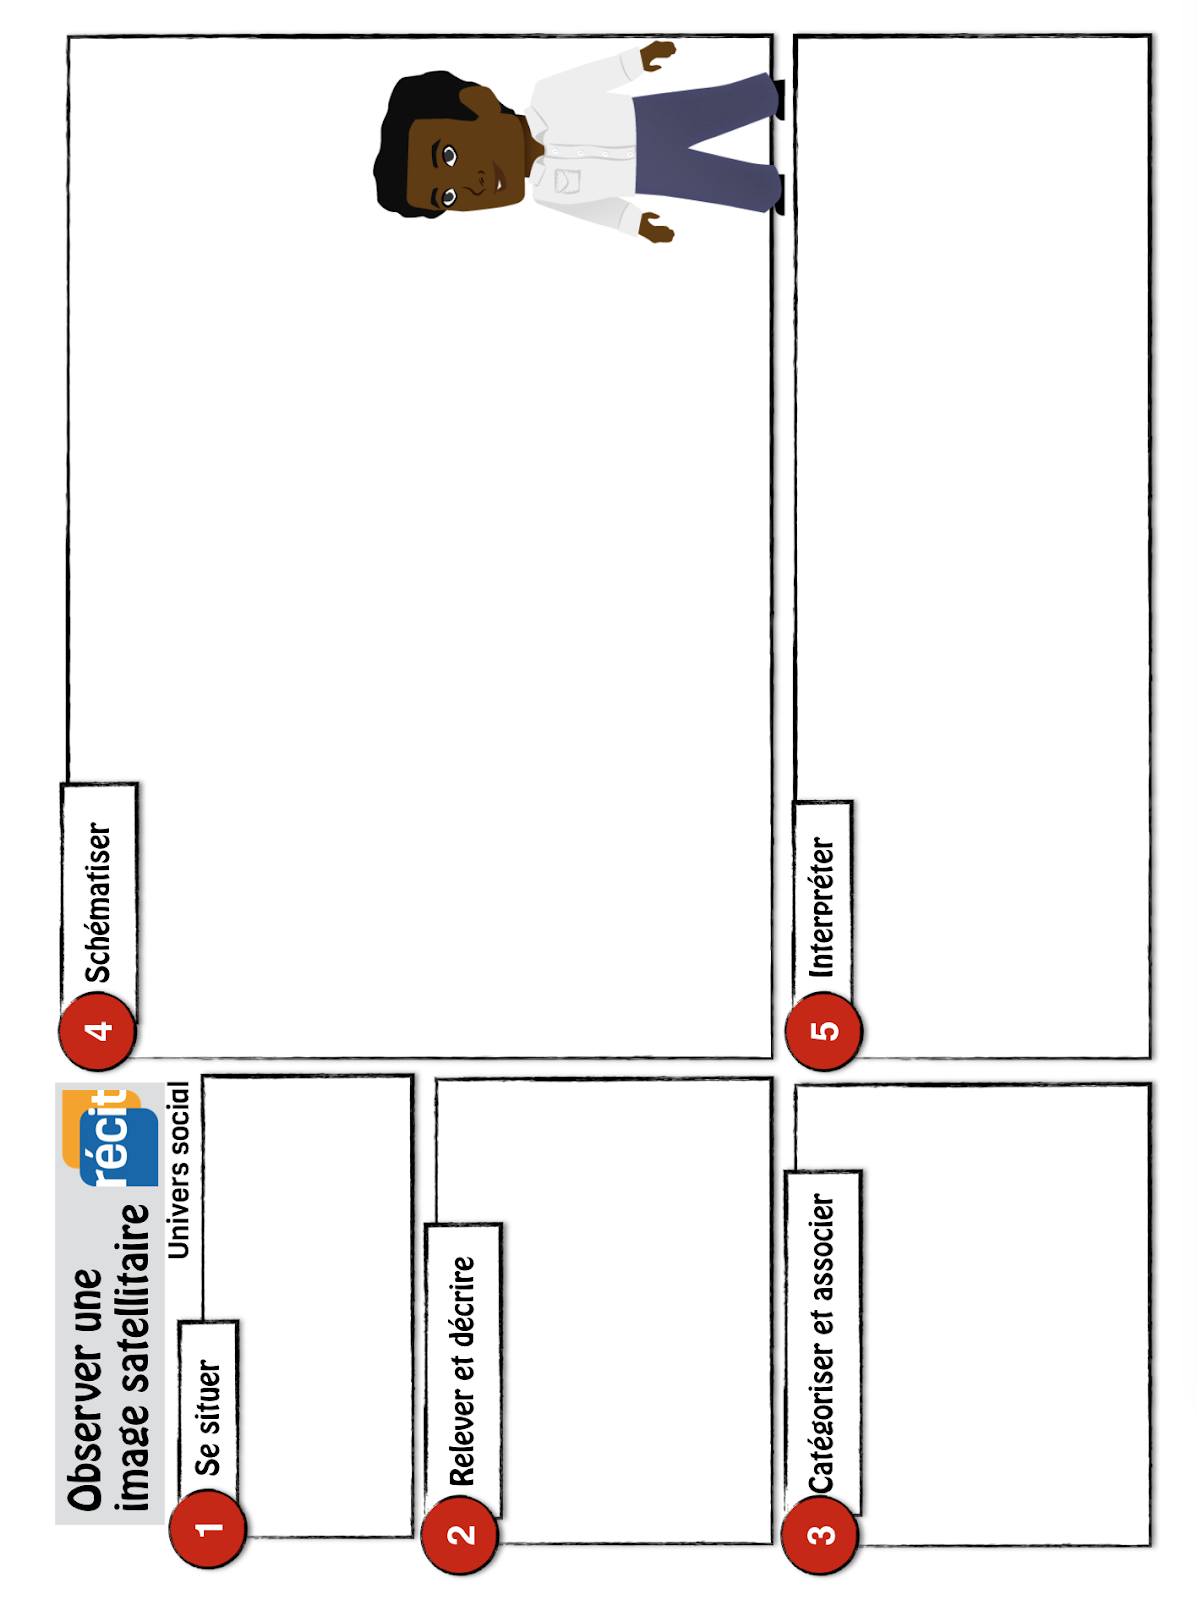 Observer une
image satellitaire
récit
Univers social
1
Se situer
2
Relever et décrire
3
Catégoriser et associer
4
Schématiser
5
Interpréter